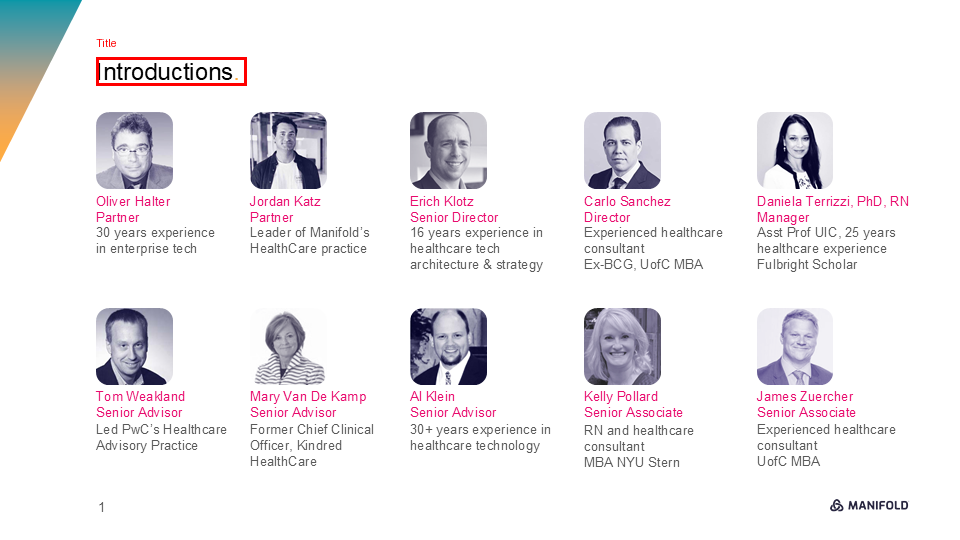 Title
Introductions.
Oliver Halter
Partner
30 years experience
in enterprise tech
Jordan Katz
Partner
Leader of Manifold’s
HealthCare practice
Erich Klotz
Senior Director
16 years experience in
healthcare tech
architecture & strategy
Carlo Sanchez
Director
Experienced healthcare
consultant
Ex-BCG, UofC MBA
Daniela Terrizzi, PhD, RN
Manager
Asst Prof UIC, 25 years
healthcare experience
Fulbright Scholar
Tom Weakland
Senior Advisor
Led PwC’s Healthcare
Advisory Practice
Mary Van De Kamp
Senior Advisor
Former Chief Clinical
Officer, Kindred
HealthCare
Al Klein
Senior Advisor
30+ years experience in
healthcare technology
Kelly Pollard
Senior Associate
RN and healthcare
consultant
MBA NYU Stern
James Zuercher
Senior Associate
Experienced healthcare
consultant
UofC MBA
1
MANIFOLD